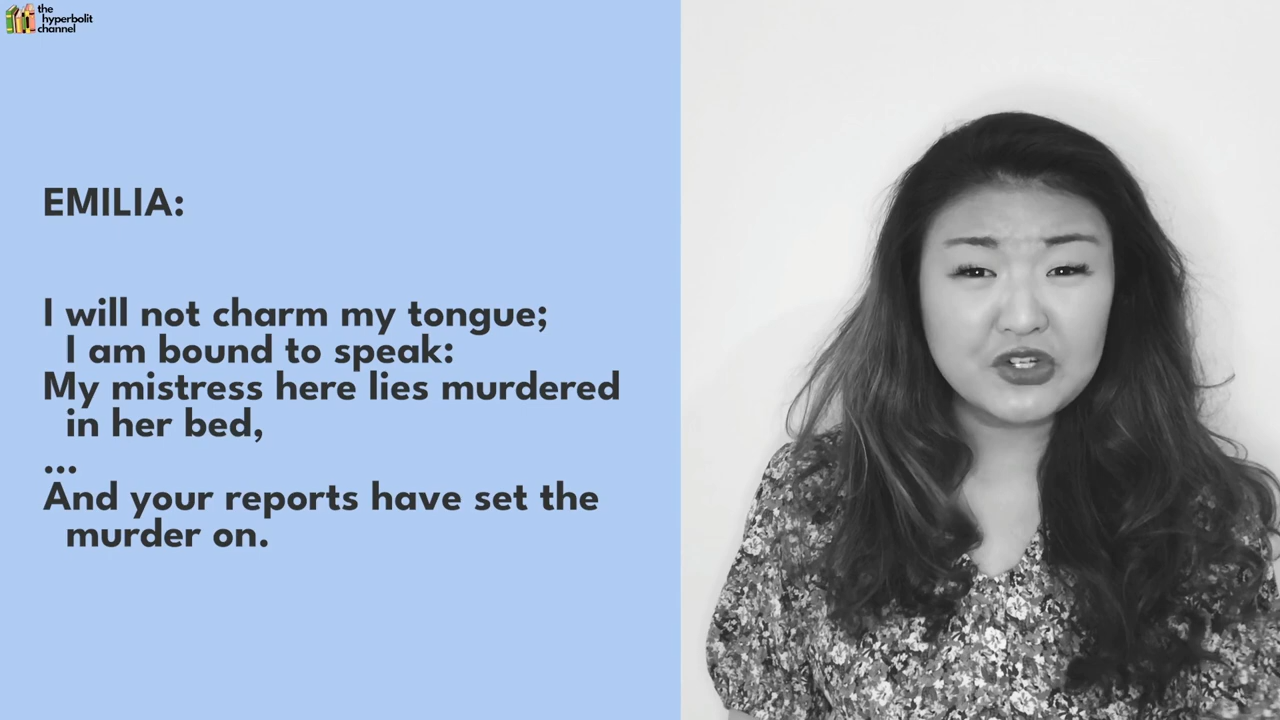 the
hyperbolit
channel
EMILIA:
I will not charm my tongue;
I am bound to speak:
My mistress here lies murdered
in her bed,
...
And your reports have set the
murder on.